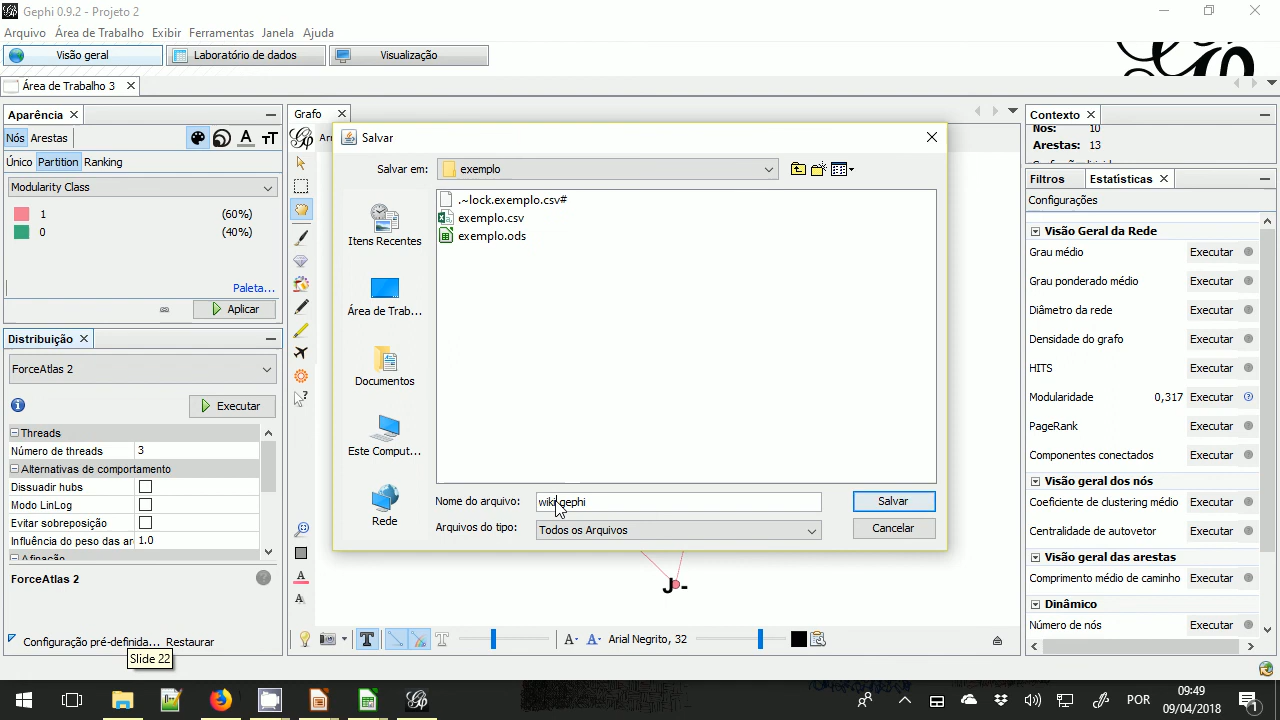 Gephi 0.9.2 - Projeto 2
Arquivo Área de Trabalho Exibir Ferramentas Janela Ajuda
Visão geral Laboratório de dados Visualização
Área de Trabalho 3
Aparência
Nós Arestas
Único Partition Ranking
Modularity Class
1 (60%)
0 (40%)
Paleta...
Aplicar
Distribuição
ForceAtlas 2
Executar
Threads
Número de threads 3
Alternativas de comportamento
Dissuadir hubs
Modo LinLog
Evitar sobreposição
Influência do peso das ar 1.0
Afinação
ForceAtlas 2
Configuração pré-definida... Restaurar
Slide 22
Grafo
Salvar
Salvar em: exemplo
.~lock.exemplo.csv#
exemplo.csv
exemplo.ods
Itens Recentes
Área de Trab...
Documentos
Este Comput...
Rede
Nome do arquivo:
Salvar
Arquivos do tipo: Todos os Arquivos
Cancelar
J -
Arial Negrito, 32
Contexto
Nós: 10
Arestas: 13
Filtros Estatísticas
Configurações
Visão Geral da Rede
Grau médio Executar
Grau ponderado médio Executar
Diâmetro da rede Executar
Densidade do grafo Executar
HITS Executar
Modularidade 0,317 Executar
PageRank Executar
Componentes conectados Executar
Visão geral dos nós
Coeficiente de clustering médio Executar
Centralidade de autovetor Executar
Visão geral das arestas
Comprimento médio de caminho Executar
Dinâmico
Número de nós Executar
POR
09:49
09/04/2018
1